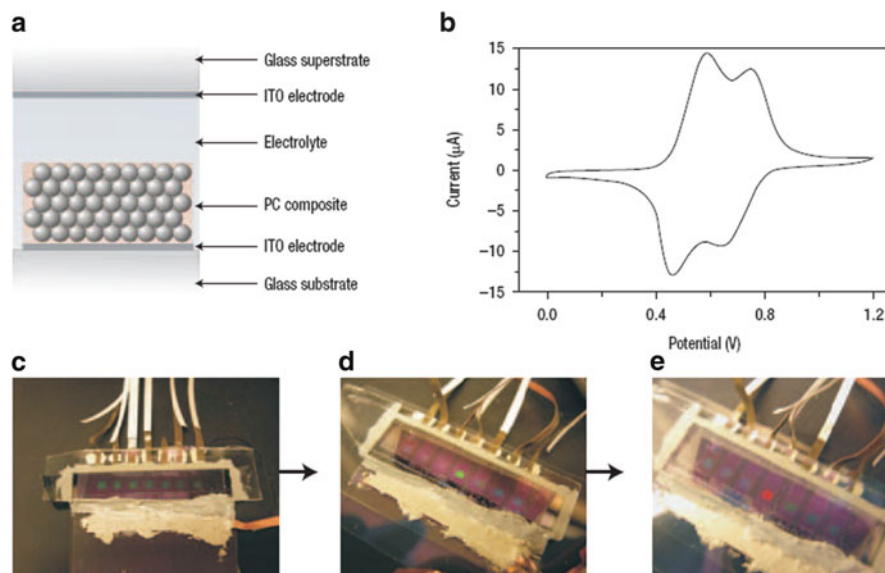 a
Glass superstrate
ITO electrode
Electrolyte
PC composite
ITO electrode
Glass substrate
b
15
10
5
0
−5
−10
−15
Current (μA)
0.0
0.4
0.8
1.2
Potential (V)
c
d
e